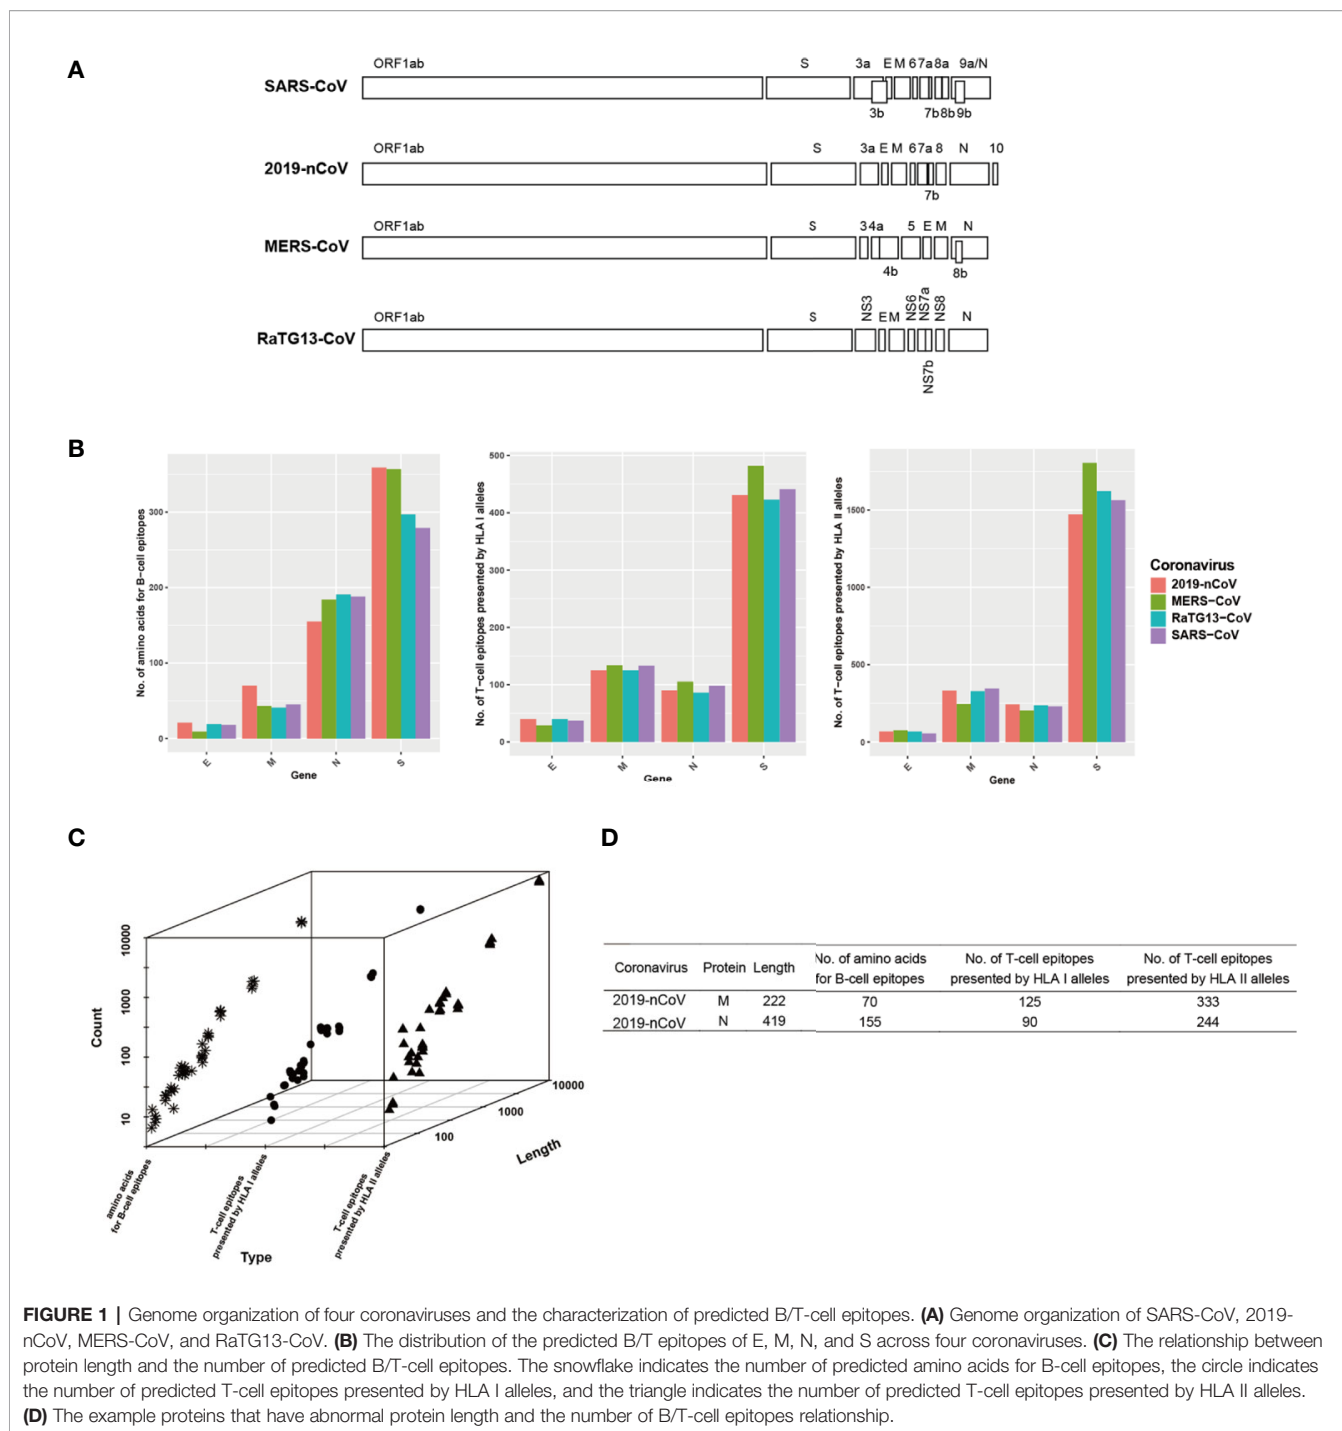 A
ORF1ab S 3a E M 6 7a 8a 9a/N
SARS-CoV
3b 7b 8b 9b
ORF1ab S 3a E M 6 7a 8 N 10
2019-nCoV
7b
ORF1ab S 3 4a 5 E M N
MERS-CoV
4b 8b
ORF1ab S NS3 E M NS6 NS7a NS8 N
RaTG13-CoV
NS7b
B
No. of amino acids for B-cell epitopes
300
200
100
0
E M N S
Gene
No. of T-cell epitopes presented by HLA I alleles
500
400
300
200
100
0
E M N S
Gene
No. of T-cell epitopes presented by HLA II alleles
1500
1000
500
0
E M N S
Gene
Coronavirus
2019-nCoV
MERS-CoV
RaTG13-CoV
SARS-CoV
C
Count
10000
1000
100
10
10000
1000
100
Length
amino acids
for B-cell epitopes
T-cell epitopes
presented by HLA I alleles
T-cell epitopes
presented by HLA II alleles
Type
D
Coronavirus Protein Length No. of amino acids for B-cell epitopes No. of T-cell epitopes presented by HLA I alleles No. of T-cell epitopes presented by HLA II alleles
2019-nCoV M 222 70 125 333
2019-nCoV N 419 155 90 244
FIGURE 1 | Genome organization of four coronaviruses and the characterization of predicted B/T-cell epitopes. (A) Genome organization of SARS-CoV, 2019-
nCoV, MERS-CoV, and RaTG13-CoV. (B) The distribution of the predicted B/T epitopes of E, M, N, and S across four coronaviruses. (C) The relationship between
protein length and the number of predicted B/T-cell epitopes. The snowflake indicates the number of predicted amino acids for B-cell epitopes, the circle indicates
the number of predicted T-cell epitopes presented by HLA I alleles, and the triangle indicates the number of predicted T-cell epitopes presented by HLA II alleles.
(D) The example proteins that have abnormal protein length and the number of B/T-cell epitopes relationship.